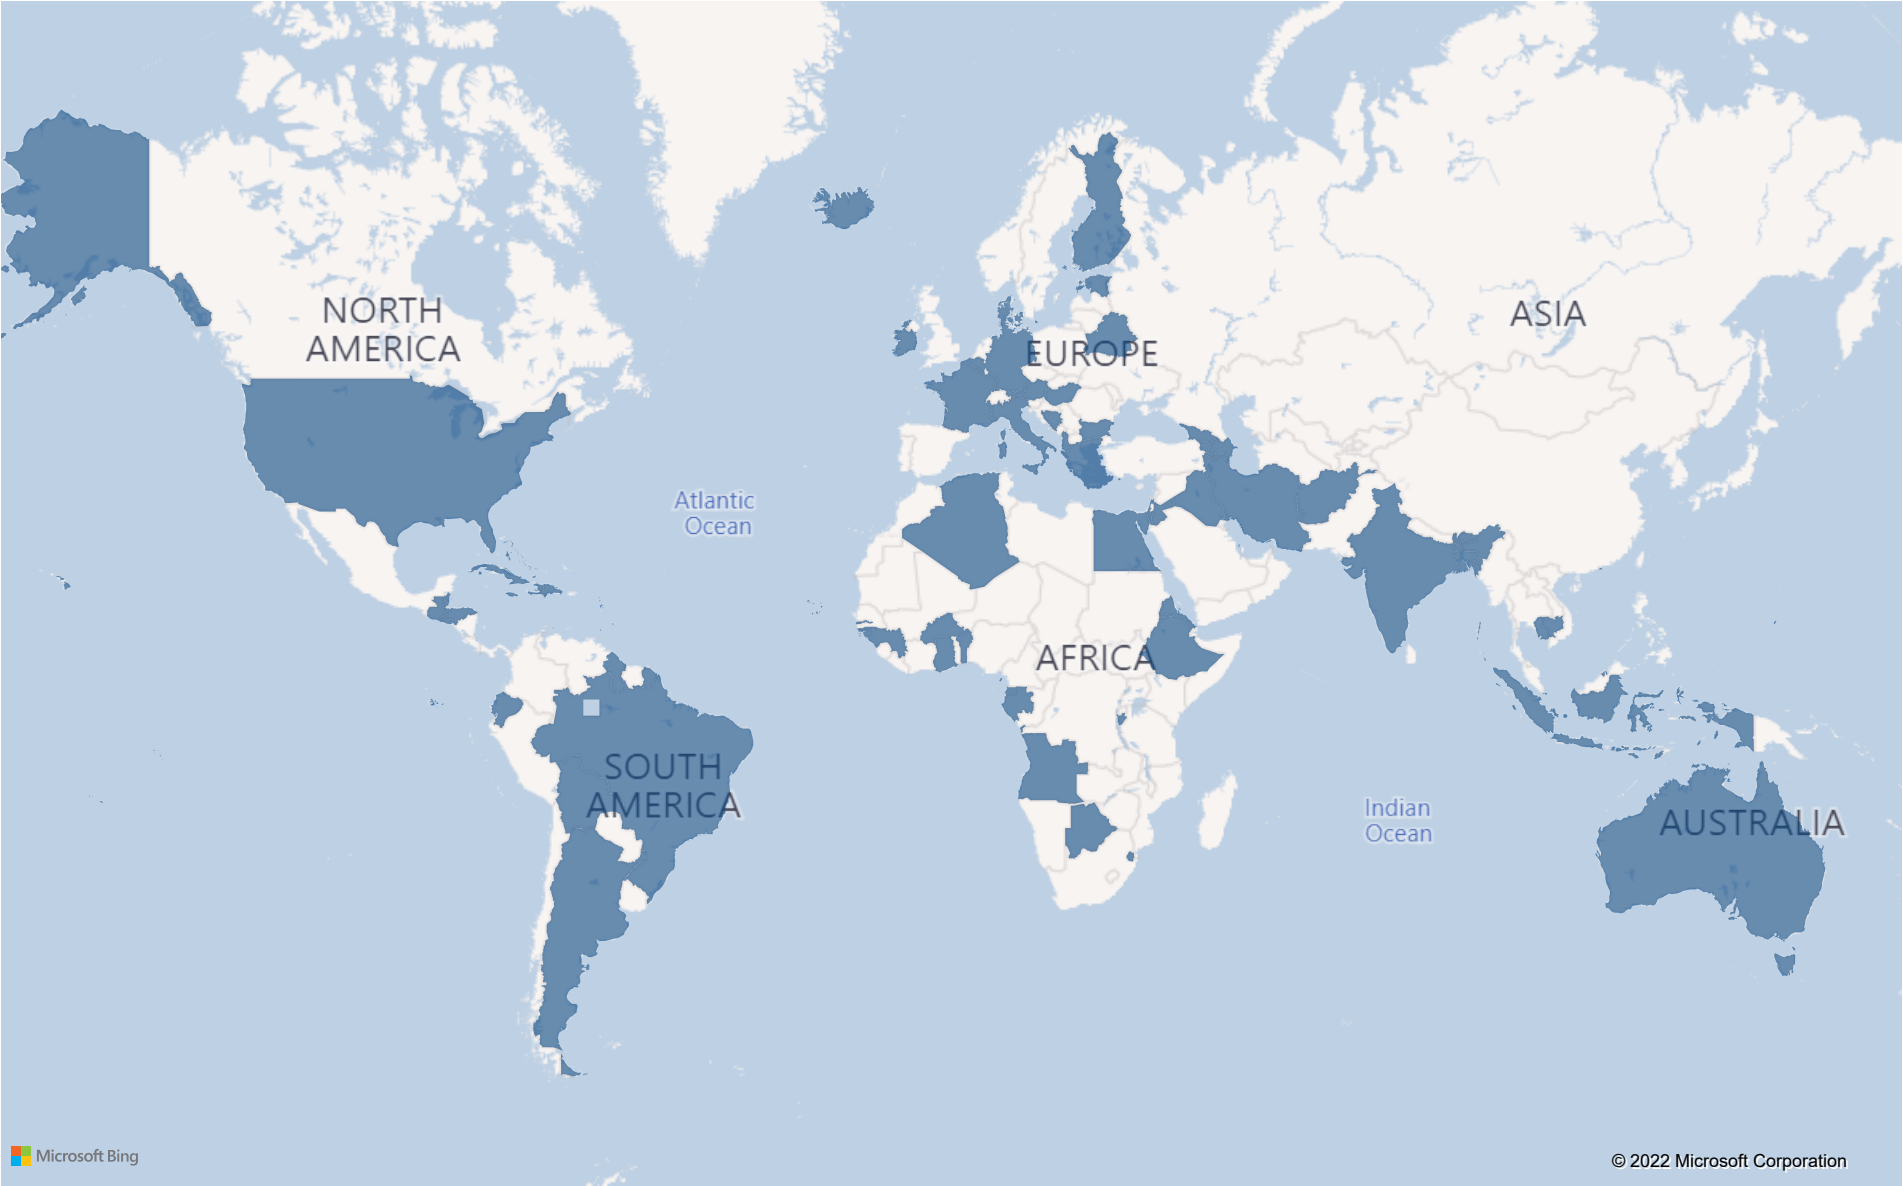 NORTH
AMERICA
ASIA
EUROPE
Atlantic
Ocean
AFRICA
SOUTH
AMERICA
Indian
Ocean
AUSTRALIA
Microsoft Bing
© 2022 Microsoft Corporation